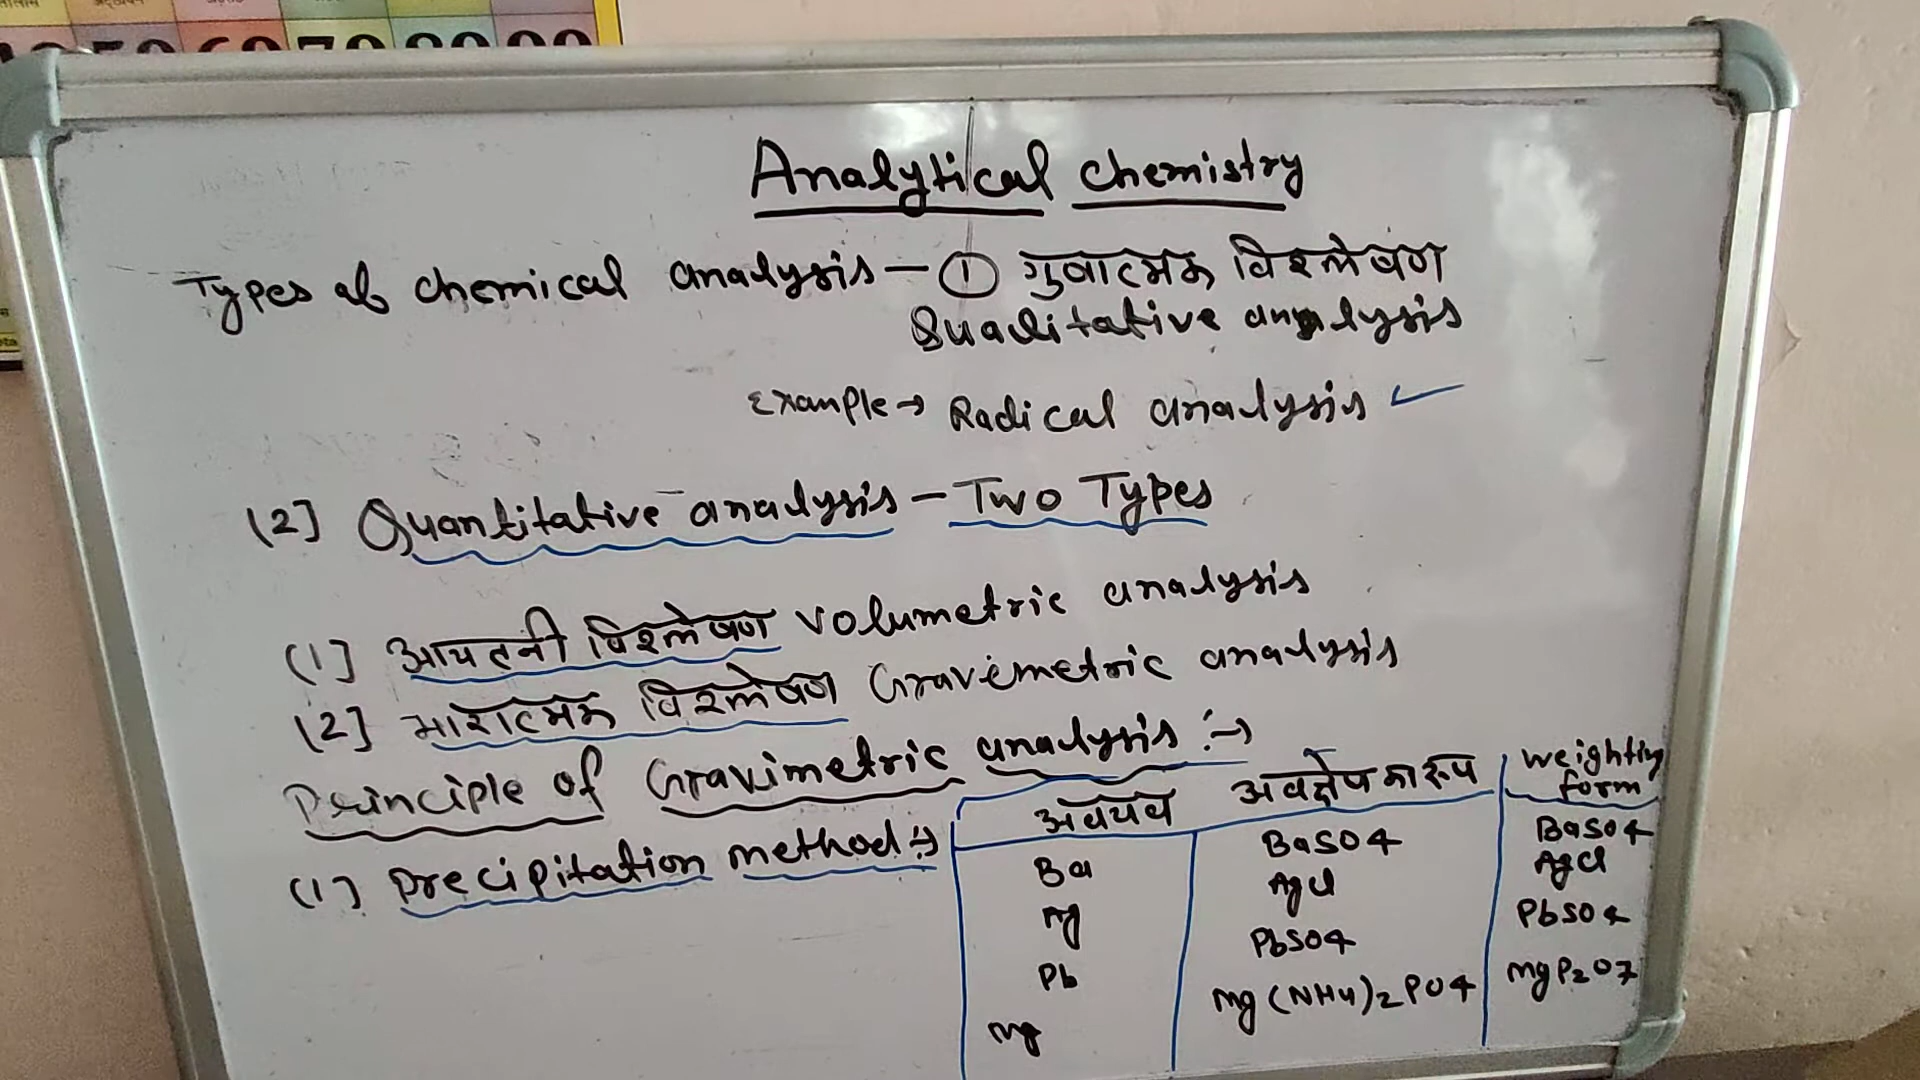 Analytical chemistry
Types of chemical analysis — ① गुणात्मक विश्लेषण
Qualitative analysis
Example → Radical analysis
(2] Quantitative analysis — Two Types
(1] आयतनी विश्लेषण volumetric analysis
(2] भारात्मक विश्लेषण Gravimetric analysis
Principle of Gravimetric analysis :→
(1) Precipitation method :→
अवयव अवक्षेप का रूप weighting form
Ba BaSO4 BaSO4
Ag AgCl AgCl
Pb PbSO4 PbSO4
Mg Mg(NH4)2PO4 MgP2O7